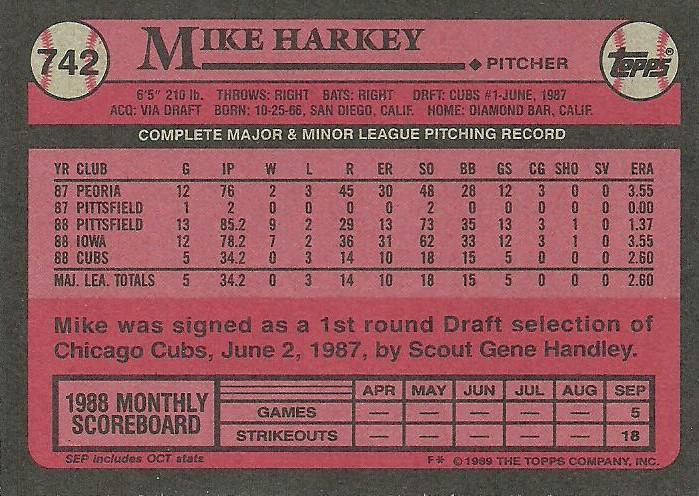 742
MIKE HARKEY
◆ PITCHER
TOPPS®
6'5" 210 lb. THROWS: RIGHT BATS: RIGHT DRFT: CUBS #1-JUNE, 1987
ACQ: VIA DRAFT BORN: 10-25-66, SAN DIEGO, CALIF. HOME: DIAMOND BAR, CALIF.
COMPLETE MAJOR & MINOR LEAGUE PITCHING RECORD
YR CLUB G IP W L R ER SO BB GS CG SHO SV ERA
87 PEORIA 12 76 2 3 45 30 48 28 12 3 0 0 3.55
87 PITTSFIELD 1 2 0 0 0 0 2 0 0 0 0 0 0.00
88 PITTSFIELD 13 85.2 9 2 29 13 73 35 13 3 1 0 1.37
88 IOWA 12 78.2 7 2 36 31 62 33 12 3 1 0 3.55
88 CUBS 5 34.2 0 3 14 10 18 15 5 0 0 0 2.60
MAJ. LEA. TOTALS 5 34.2 0 3 14 10 18 15 5 0 0 0 2.60
Mike was signed as a 1st round Draft selection of
Chicago Cubs, June 2, 1987, by Scout Gene Handley.
1988 MONTHLY SCOREBOARD
APR MAY JUN JUL AUG SEP
GAMES — — — — — 5
STRIKEOUTS — — — — — 18
SEP includes OCT stats
F* © 1989 THE TOPPS COMPANY, INC.